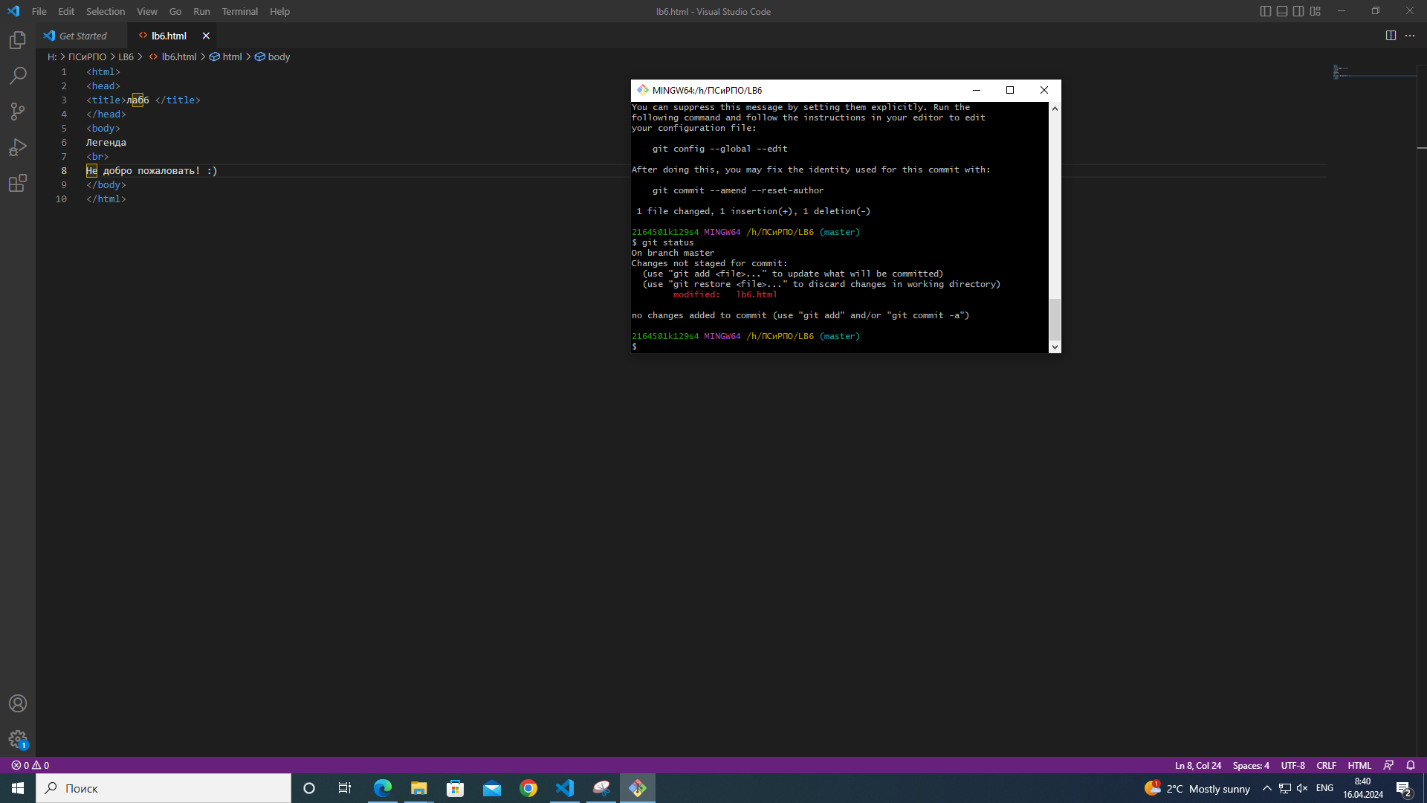 File Edit Selection View Go Run Terminal Help
lb6.html - Visual Studio Code
Get Started
lb6.html
H: > ПСиРПО > LB6 > lb6.html > html > body
1 <html>
2 <head>
3 <title>лаб6 </title>
4 </head>
5 <body>
6 Легенда
7 <br>
8 Не добро пожаловать! :)
9 </body>
10 </html>
MINGW64:/h/ПСиРПО/LB6
You can suppress this message by setting them explicitly. Run the
following command and follow the instructions in your editor to edit
your configuration file:
git config --global --edit
After doing this, you may fix the identity used for this commit with:
git commit --amend --reset-author
1 file changed, 1 insertion(+), 1 deletion(-)
2164501k129s4 MINGW64 /h/ПСиРПО/LB6 (master)
$ git status
On branch master
Changes not staged for commit:
(use "git add <file>..." to update what will be committed)
(use "git restore <file>..." to discard changes in working directory)
modified: lb6.html
no changes added to commit (use "git add" and/or "git commit -a")
2164501k129s4 MINGW64 /h/ПСиРПО/LB6 (master)
$
1
0 0
Ln 8, Col 24 Spaces: 4 UTF-8 CRLF HTML
Поиск
2°C Mostly sunny
ENG
8:40
16.04.2024
2